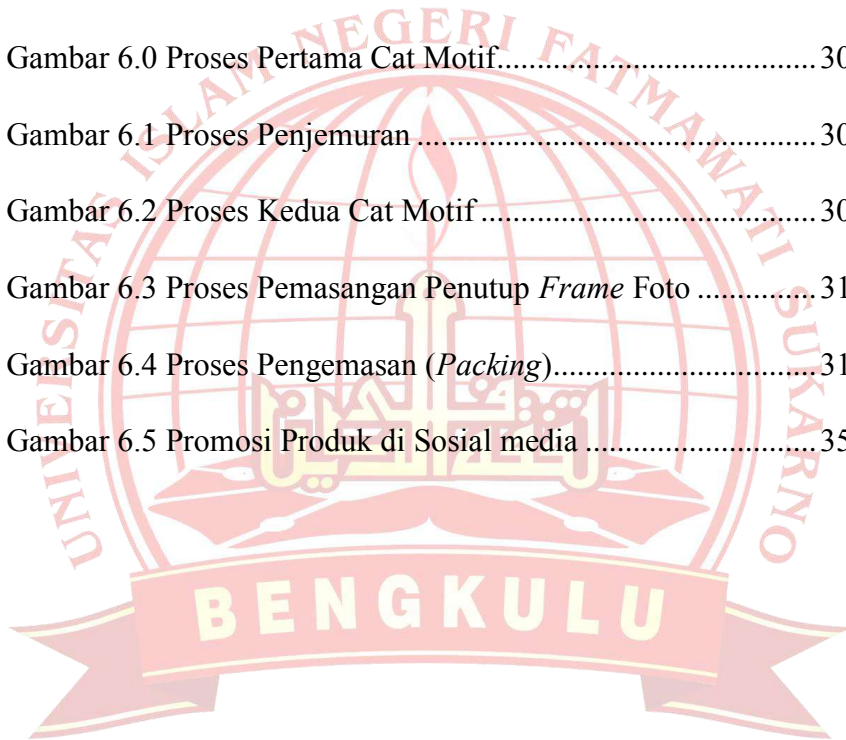 Gambar 6.0 Proses Pertama Cat Motif..................................... 30
Gambar 6.1 Proses Penjemuran .............................................. 30
Gambar 6.2 Proses Kedua Cat Motif ....................................... 30
Gambar 6.3 Proses Pemasangan Penutup Frame Foto .............. 31
Gambar 6.4 Proses Pengemasan (Packing)............................... 31
Gambar 6.5 Promosi Produk di Sosial media ........................... 35
UNIVERSITAS ISLAM NEGERI FATMAWATI SUKARNO
BENGKULU